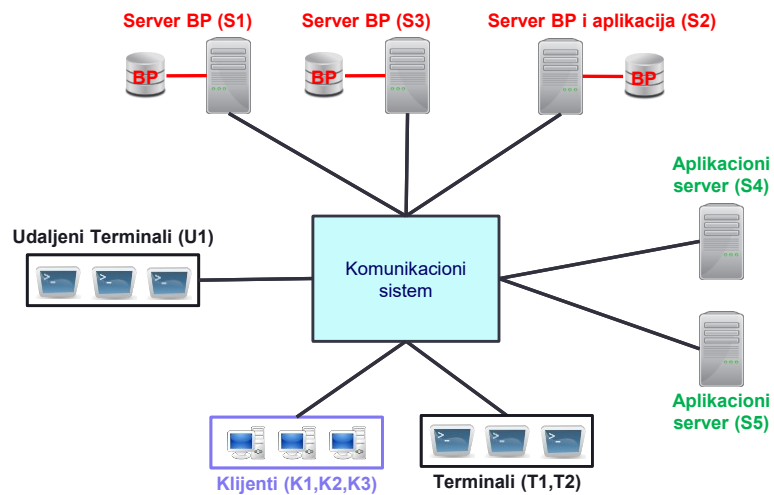 Server BP (S1)
Server BP (S3)
Server BP i aplikacija (S2)
BP
BP
BP
Aplikacioni
server (S4)
Udaljeni Terminali (U1)
>_
>_
>_
Komunikacioni
sistem
Aplikacioni
server (S5)
>_
>_
>_
Klijenti (K1,K2,K3)
Terminali (T1,T2)